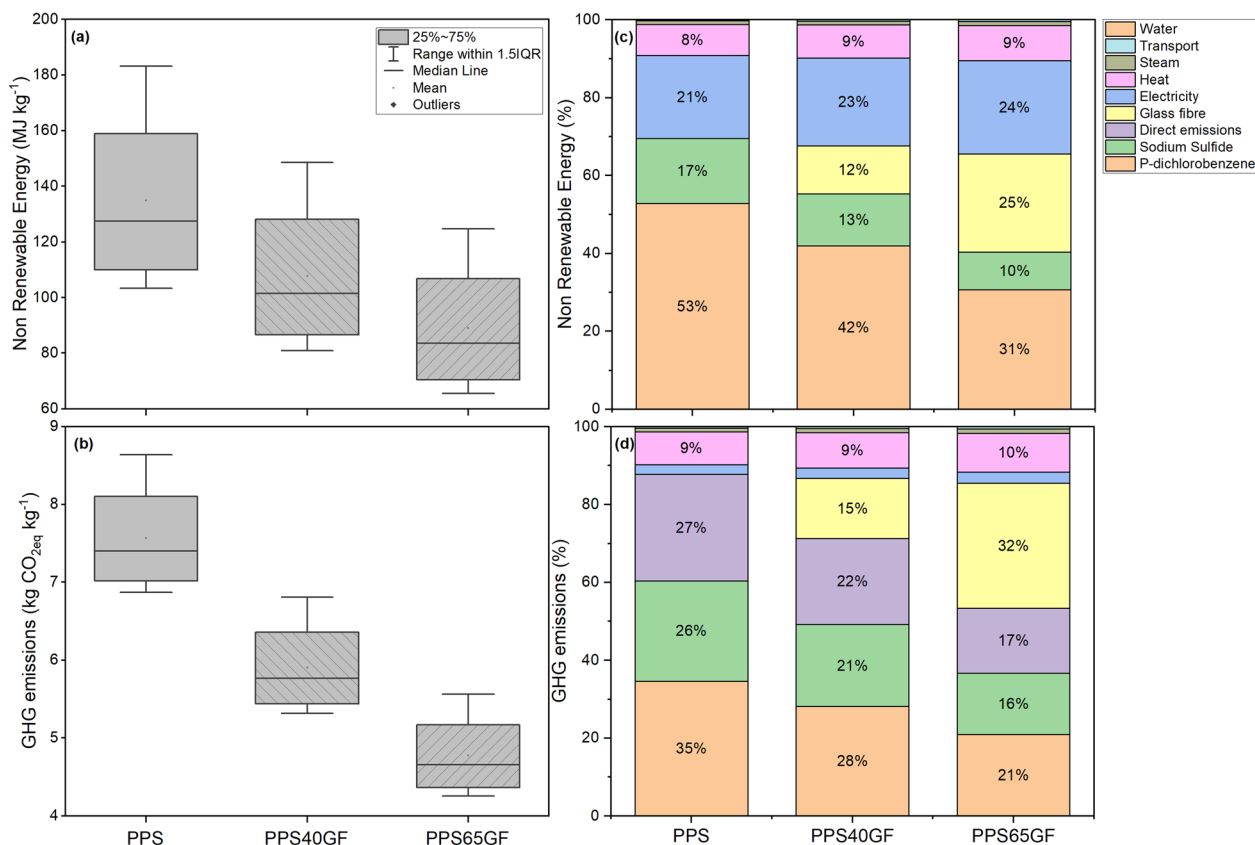 (a)
Non Renewable Energy (MJ kg⁻¹)
200
180
160
140
120
100
80
60
25%~75%
Range within 1.5IQR
Median Line
Mean
Outliers
(c)
Non Renewable Energy (%)
100
80
60
40
20
0
8%
21%
17%
53%
9%
23%
12%
13%
42%
9%
24%
25%
10%
31%
Water
Transport
Steam
Heat
Electricity
Glass fibre
Direct emissions
Sodium Sulfide
P-dichlorobenzene
(b)
GHG emissions (kg CO₂eq kg⁻¹)
9
8
7
6
5
4
PPS
PPS40GF
PPS65GF
(d)
GHG emissions (%)
100
80
60
40
20
0
9%
27%
26%
35%
9%
15%
22%
21%
28%
10%
32%
17%
16%
21%
PPS
PPS40GF
PPS65GF